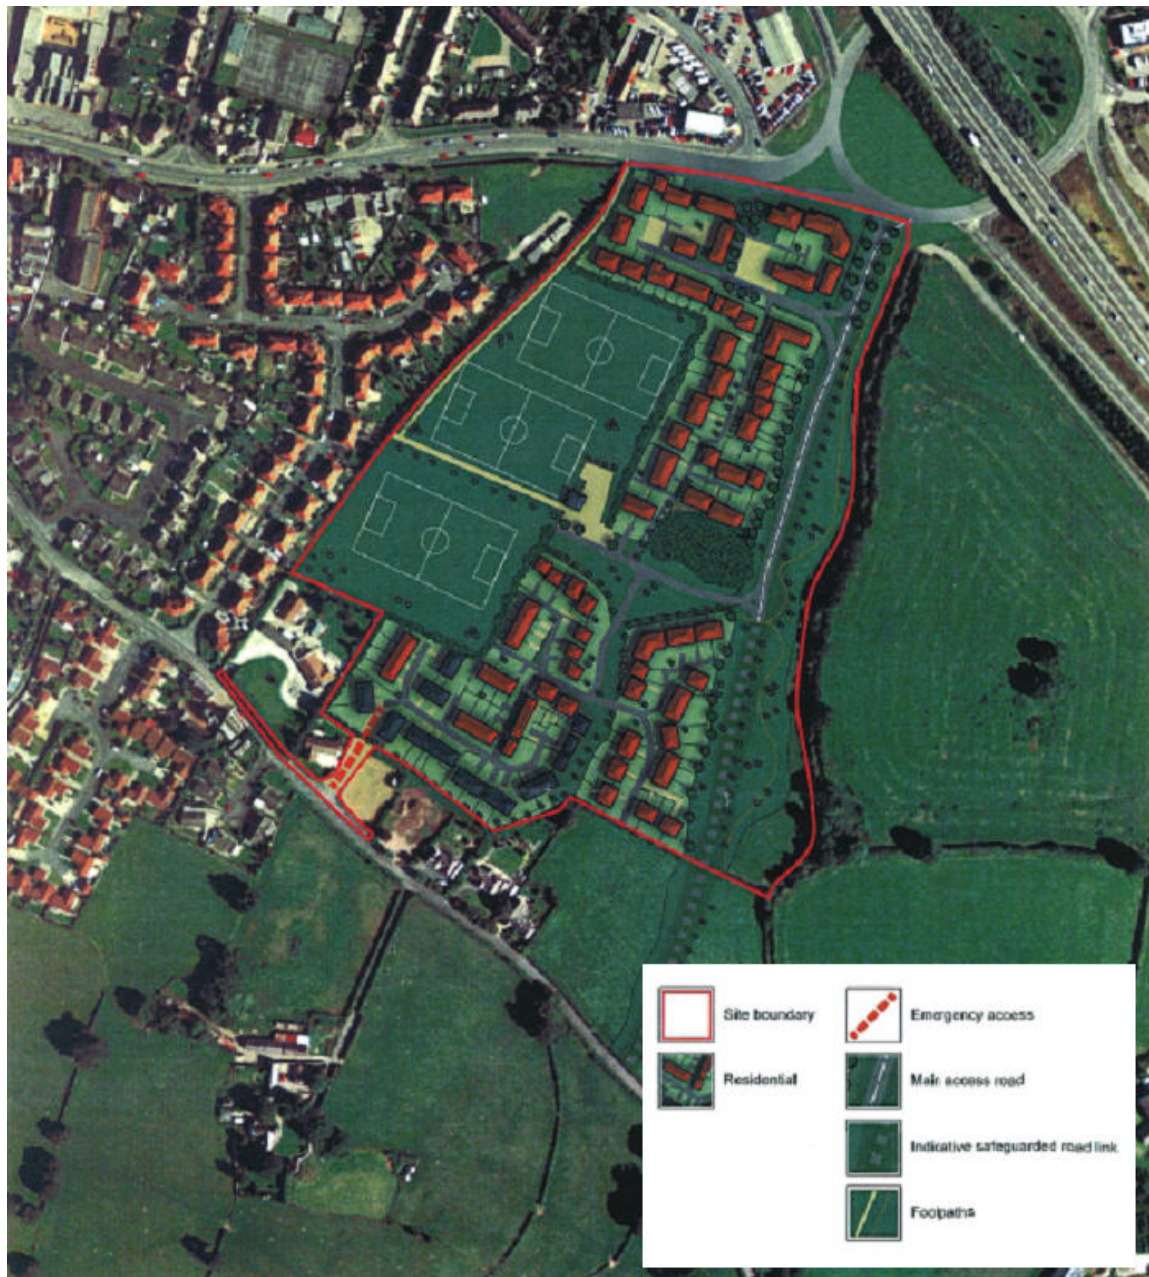 Site boundary
Residential
Emergency access
Main access road
Indicative safeguarded road link
Footpaths